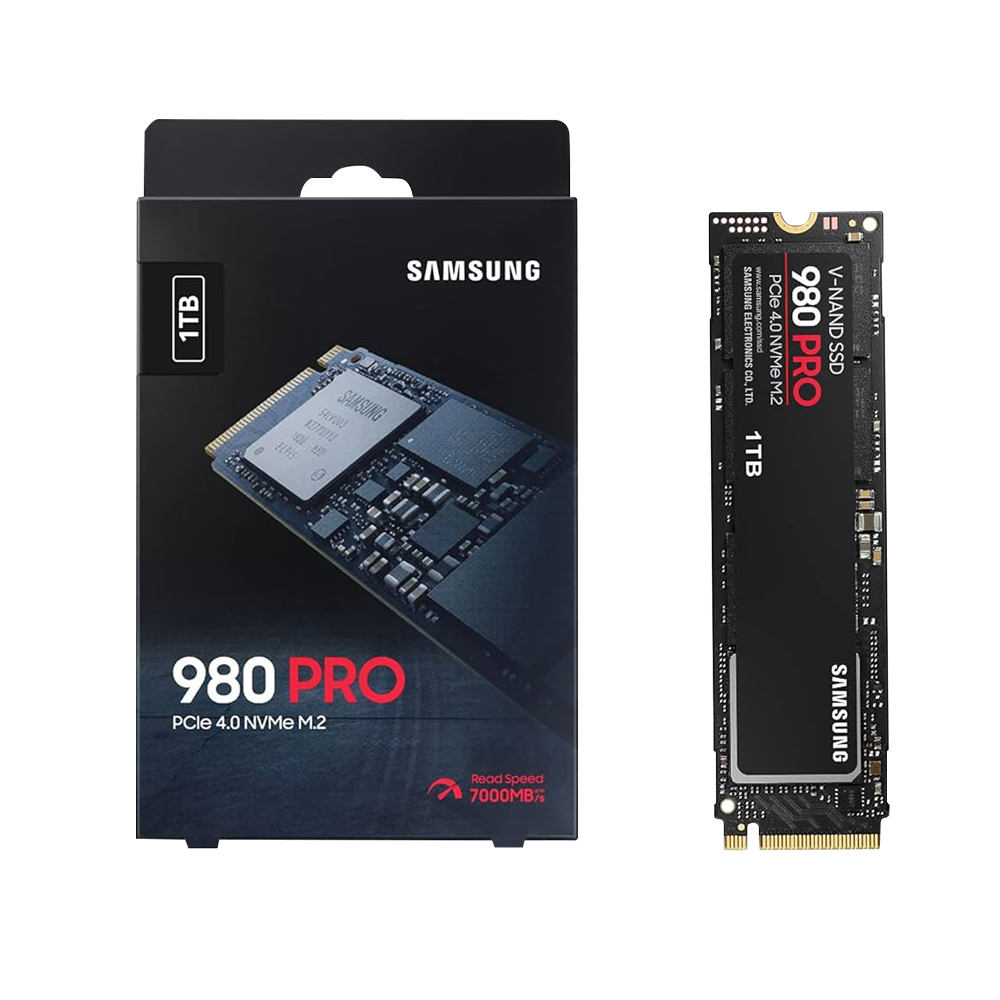 SAMSUNG
1TB
SAMSUNG
980 PRO
PCIe 4.0 NVMe M.2
Read Speed
7000MB/s
V-NAND SSD
980 PRO
PCIe 4.0 NVMe M.2
www.samsung.com/ssd
SAMSUNG ELECTRONICS CO., LTD.
1TB
SAMSUNG